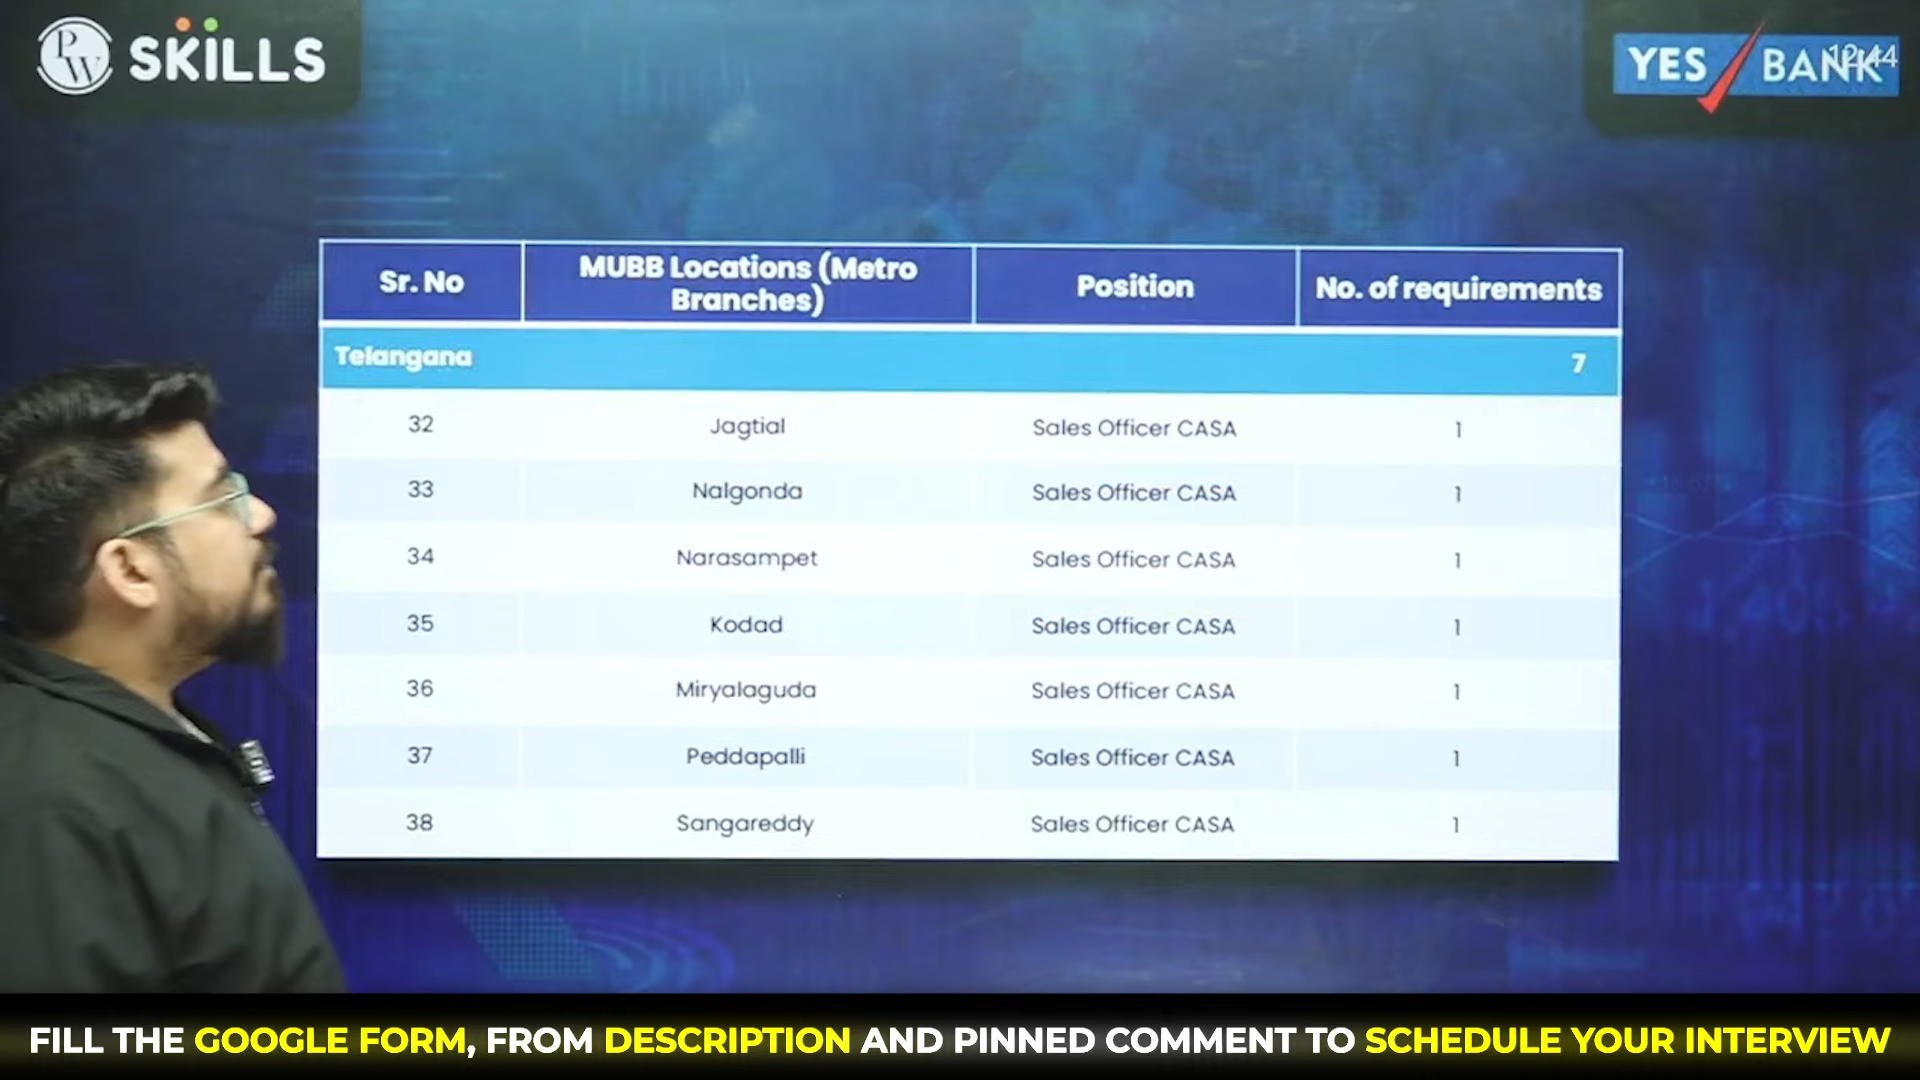 PW SKiLLS
YES BANK
12:44
Sr. No MUBB Locations (Metro Branches) Position No. of requirements
Telangana 7
32 Jagtial Sales Officer CASA 1
33 Nalgonda Sales Officer CASA 1
34 Narasampet Sales Officer CASA 1
35 Kodad Sales Officer CASA 1
36 Miryalaguda Sales Officer CASA 1
37 Peddapalli Sales Officer CASA 1
38 Sangareddy Sales Officer CASA 1
FILL THE GOOGLE FORM, FROM DESCRIPTION AND PINNED COMMENT TO SCHEDULE YOUR INTERVIEW